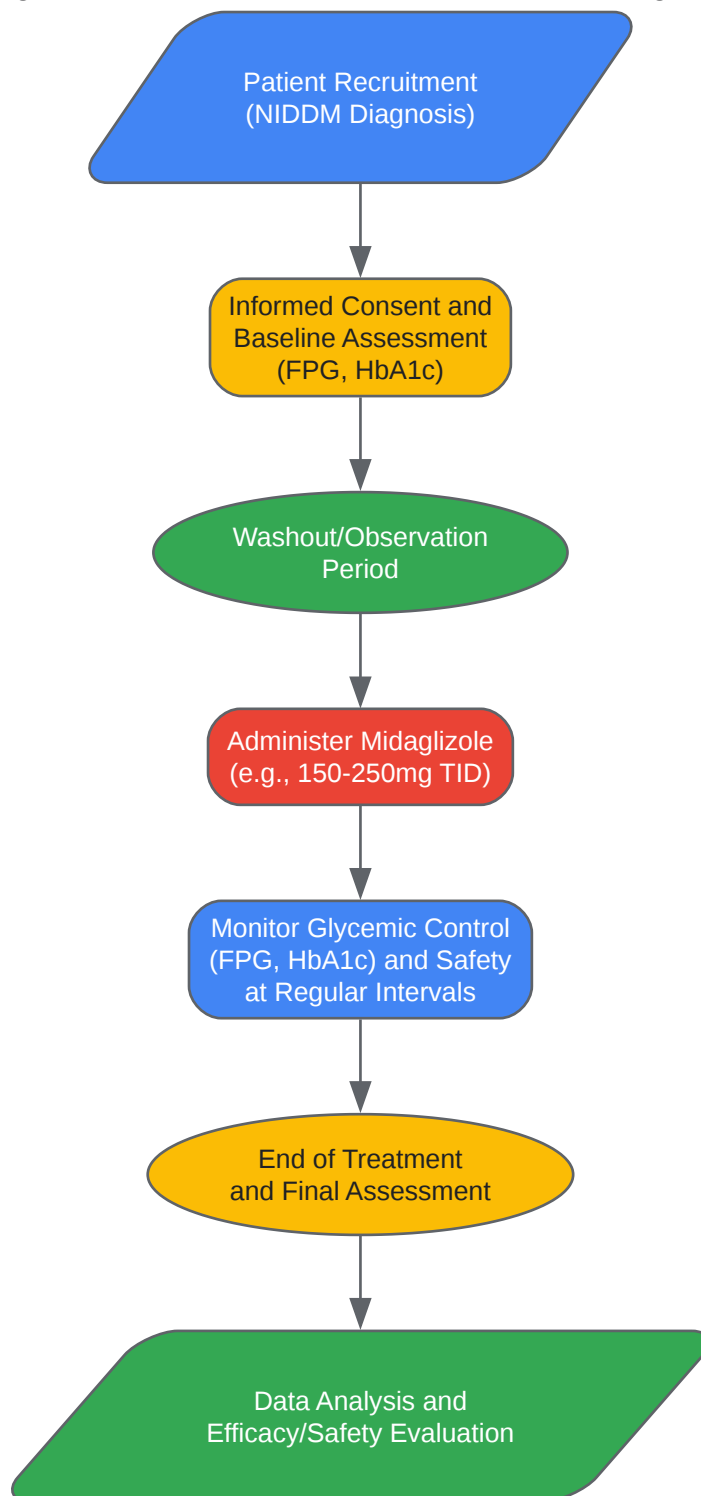 Patient Recruitment
(NIDDM Diagnosis)
Informed Consent and
Baseline Assessment
(FPG, HbA1c)
Washout/Observation
Period
Administer Midaglizole
(e.g., 150-250mg TID)
Monitor Glycemic Control
(FPG, HbA1c) and Safety
at Regular Intervals
End of Treatment
and Final Assessment
Data Analysis and
Efficacy/Safety Evaluation